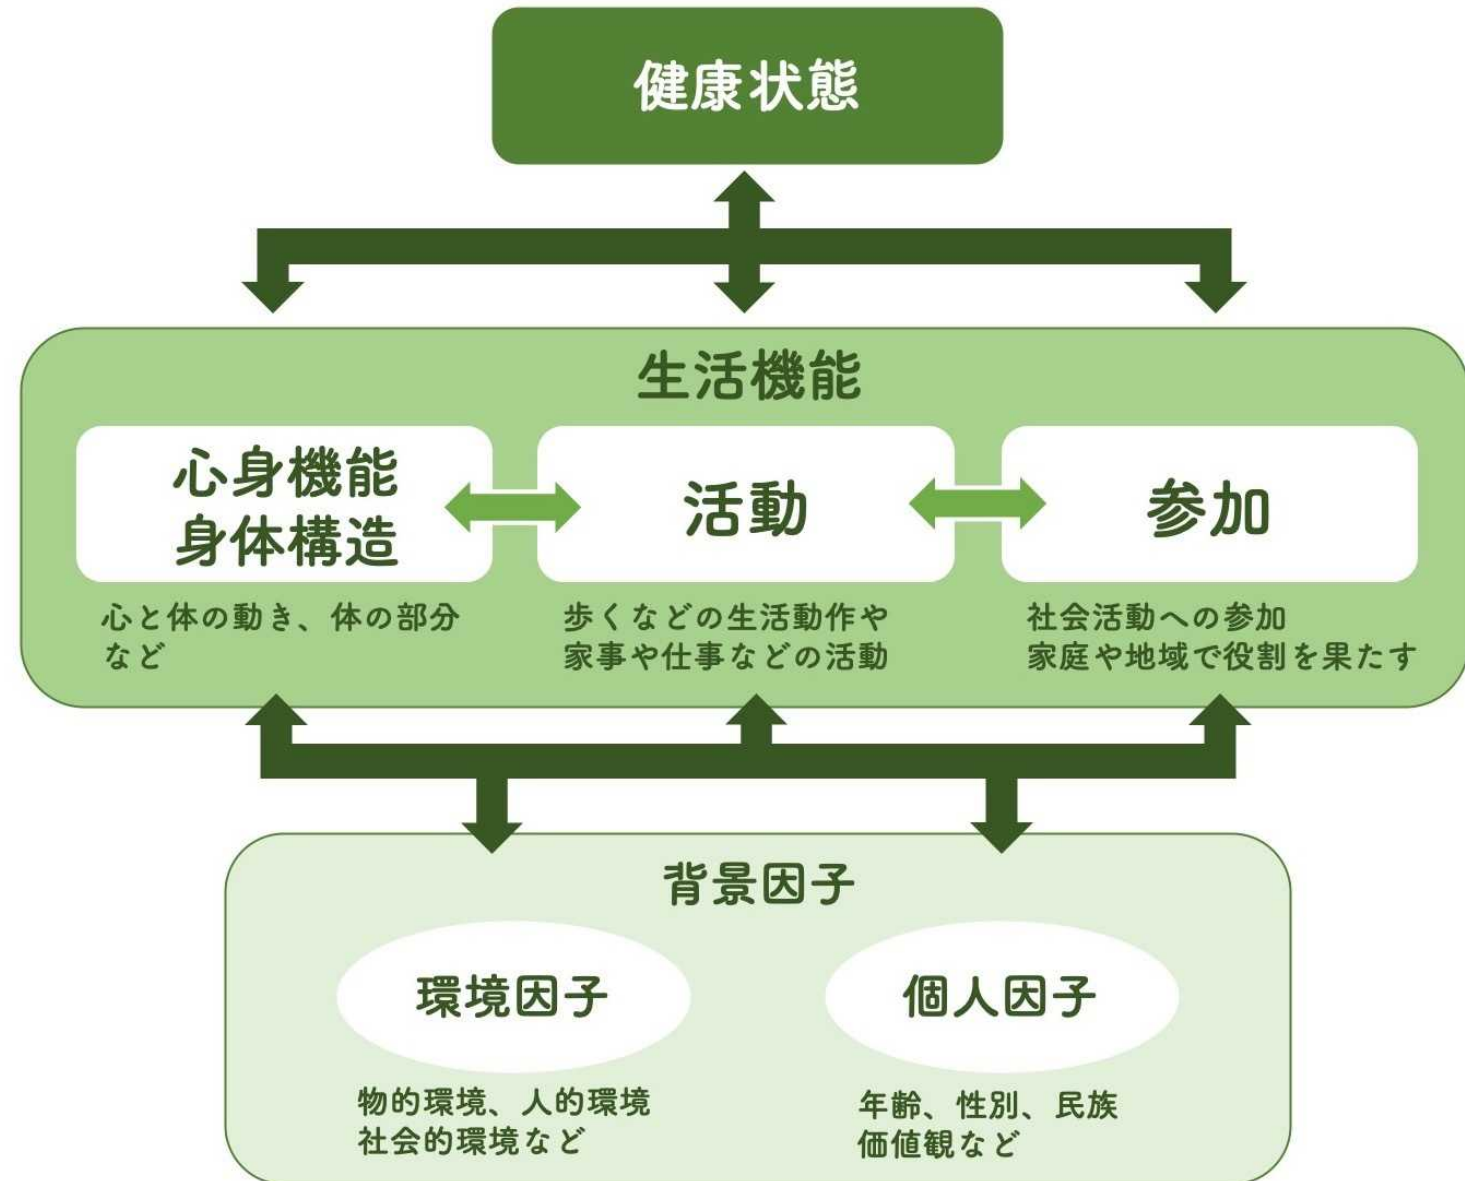 健康状態
生活機能
心身機能
身体構造
活動
参加
心と体の動き、体の部分
など
歩くなどの生活動作や
家事や仕事などの活動
社会活動への参加
家庭や地域で役割を果たす
背景因子
環境因子
個人因子
物的環境、人的環境
社会的環境など
年齢、性別、民族
価値観など